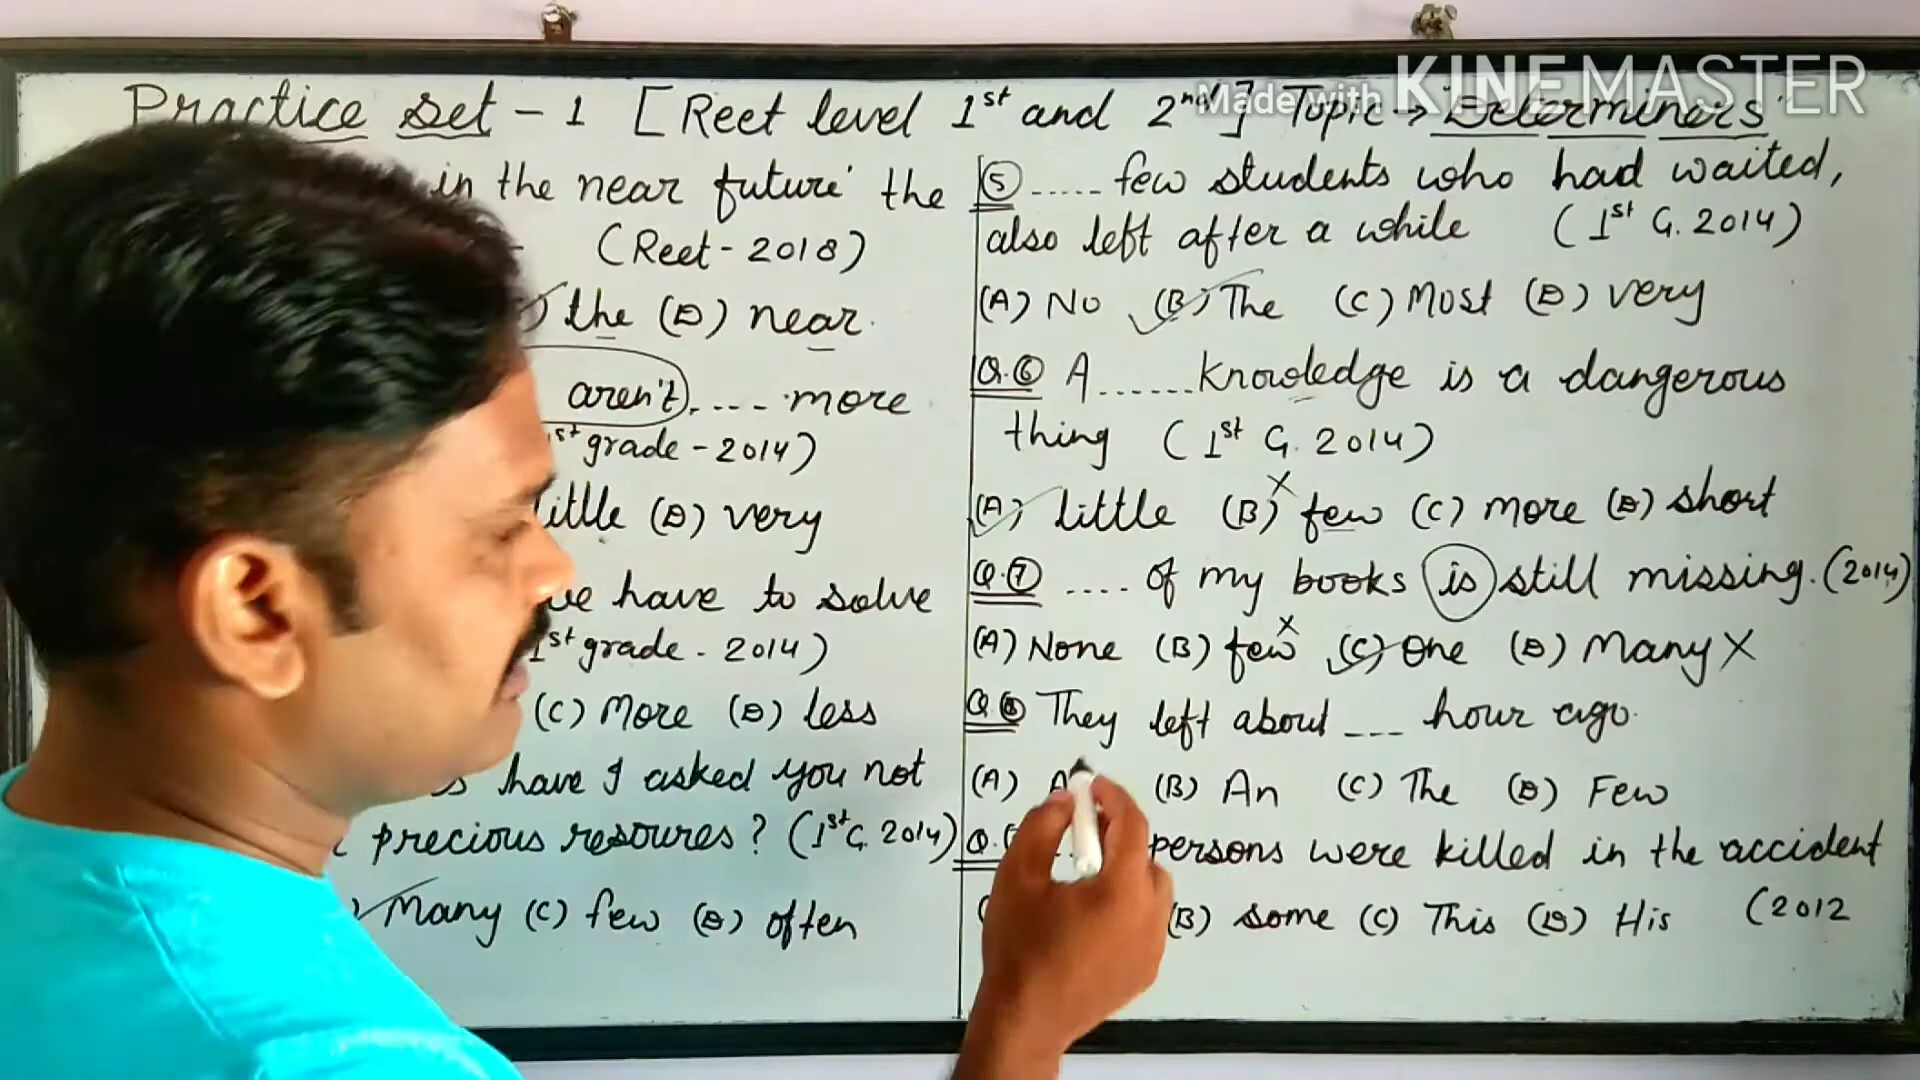 Made with KINEMASTER
Practice set - 1 [Reet level 1st and 2nd] Topic → "Determiners"
in the near future' the
(Reet - 2018)
the (D) near.
aren't, .... more
1st grade - 2014)
little (D) very
we have to solve
1st grade - 2014)
(C) More (D) less
have I asked you not
precious resoures? (1st G. 2014)
Many (C) few (D) often
(5) ..... few students who had waited,
also left after a while (1st G. 2014)
(A) No (B) The (C) Most (D) very
Q.(6) A ...... knowledge is a dangerous
thing (1st G. 2014)
(A) little (B) few (C) more (D) short
Q.(7) .... of my books is still missing. (2014)
(A) None (B) few (C) One (D) Many
Q.(8) They left about --- hour ago.
(A) (B) An (C) The (D) Few
Q. persons were killed in the accident
(B) some (C) This (D) His (2012